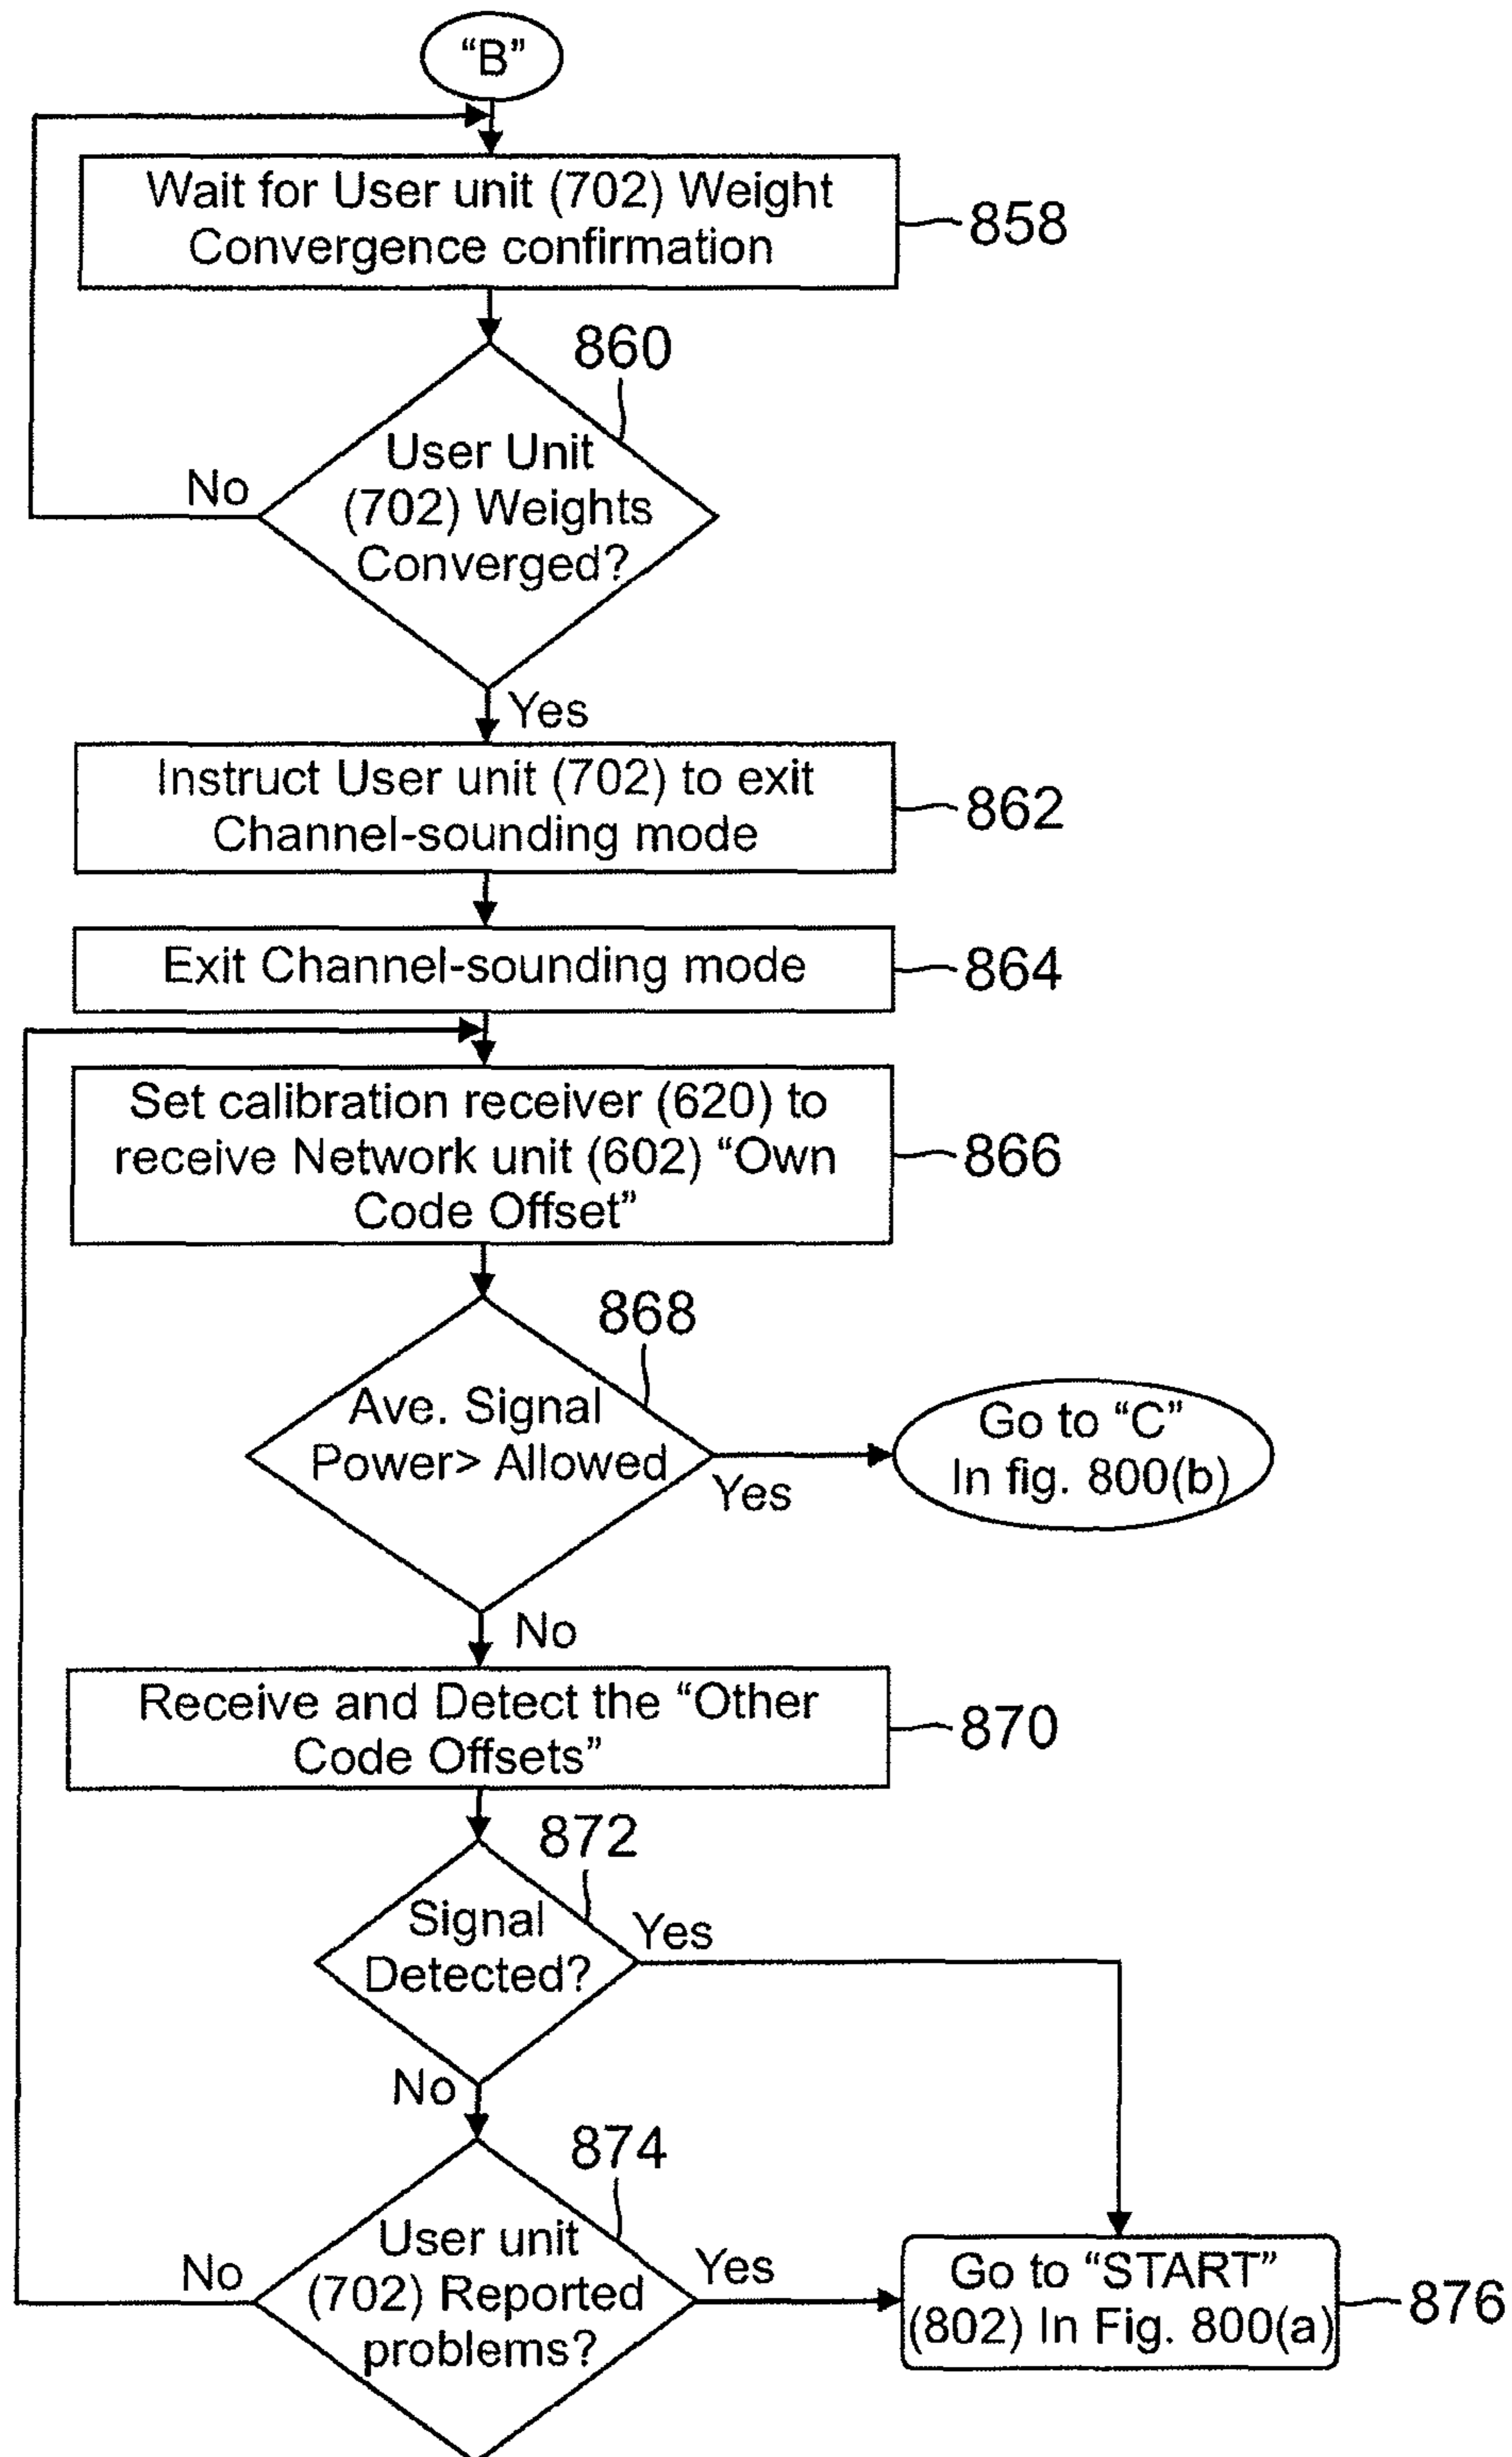 “B”
Wait for User unit (702) Weight
Convergence confirmation
858
860
User Unit
(702) Weights
Converged?
No
Yes
Instruct User unit (702) to exit
Channel-sounding mode
862
Exit Channel-sounding mode
864
Set calibration receiver (620) to
receive Network unit (602) “Own
Code Offset”
866
868
Ave. Signal
Power> Allowed
Yes
Go to “C”
In fig. 800(b)
No
Receive and Detect the “Other
Code Offsets”
870
872
Signal
Detected?
Yes
No
874
User unit
(702) Reported
problems?
No
Yes
Go to “START”
(802) In Fig. 800(a)
876